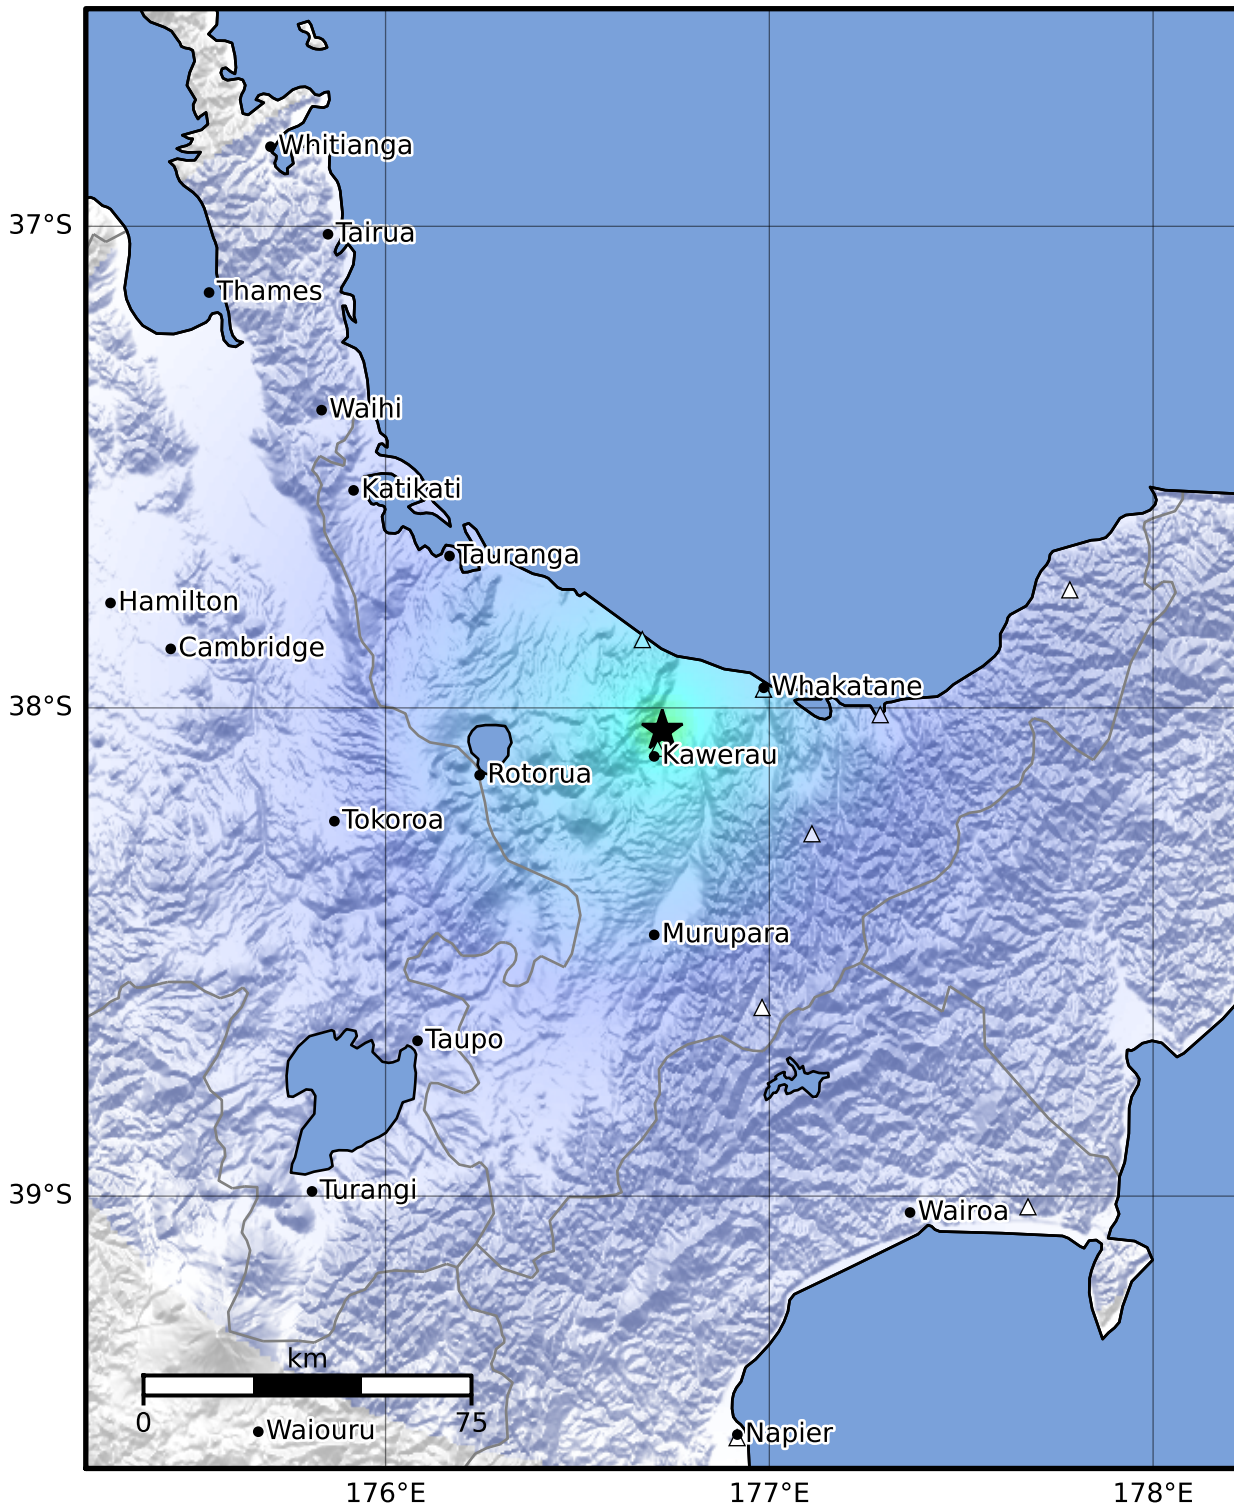 Whitianga
37°S
Tairua
Thames
Waihi
Katikati
Tauranga
Hamilton
Cambridge
Whakatane
38°S
Kawerau
Rotorua
Tokoroa
Murupara
Taupo
Turangi
39°S
Wairoa
km
0 75
Waiouru
Napier
176°E 177°E 178°E